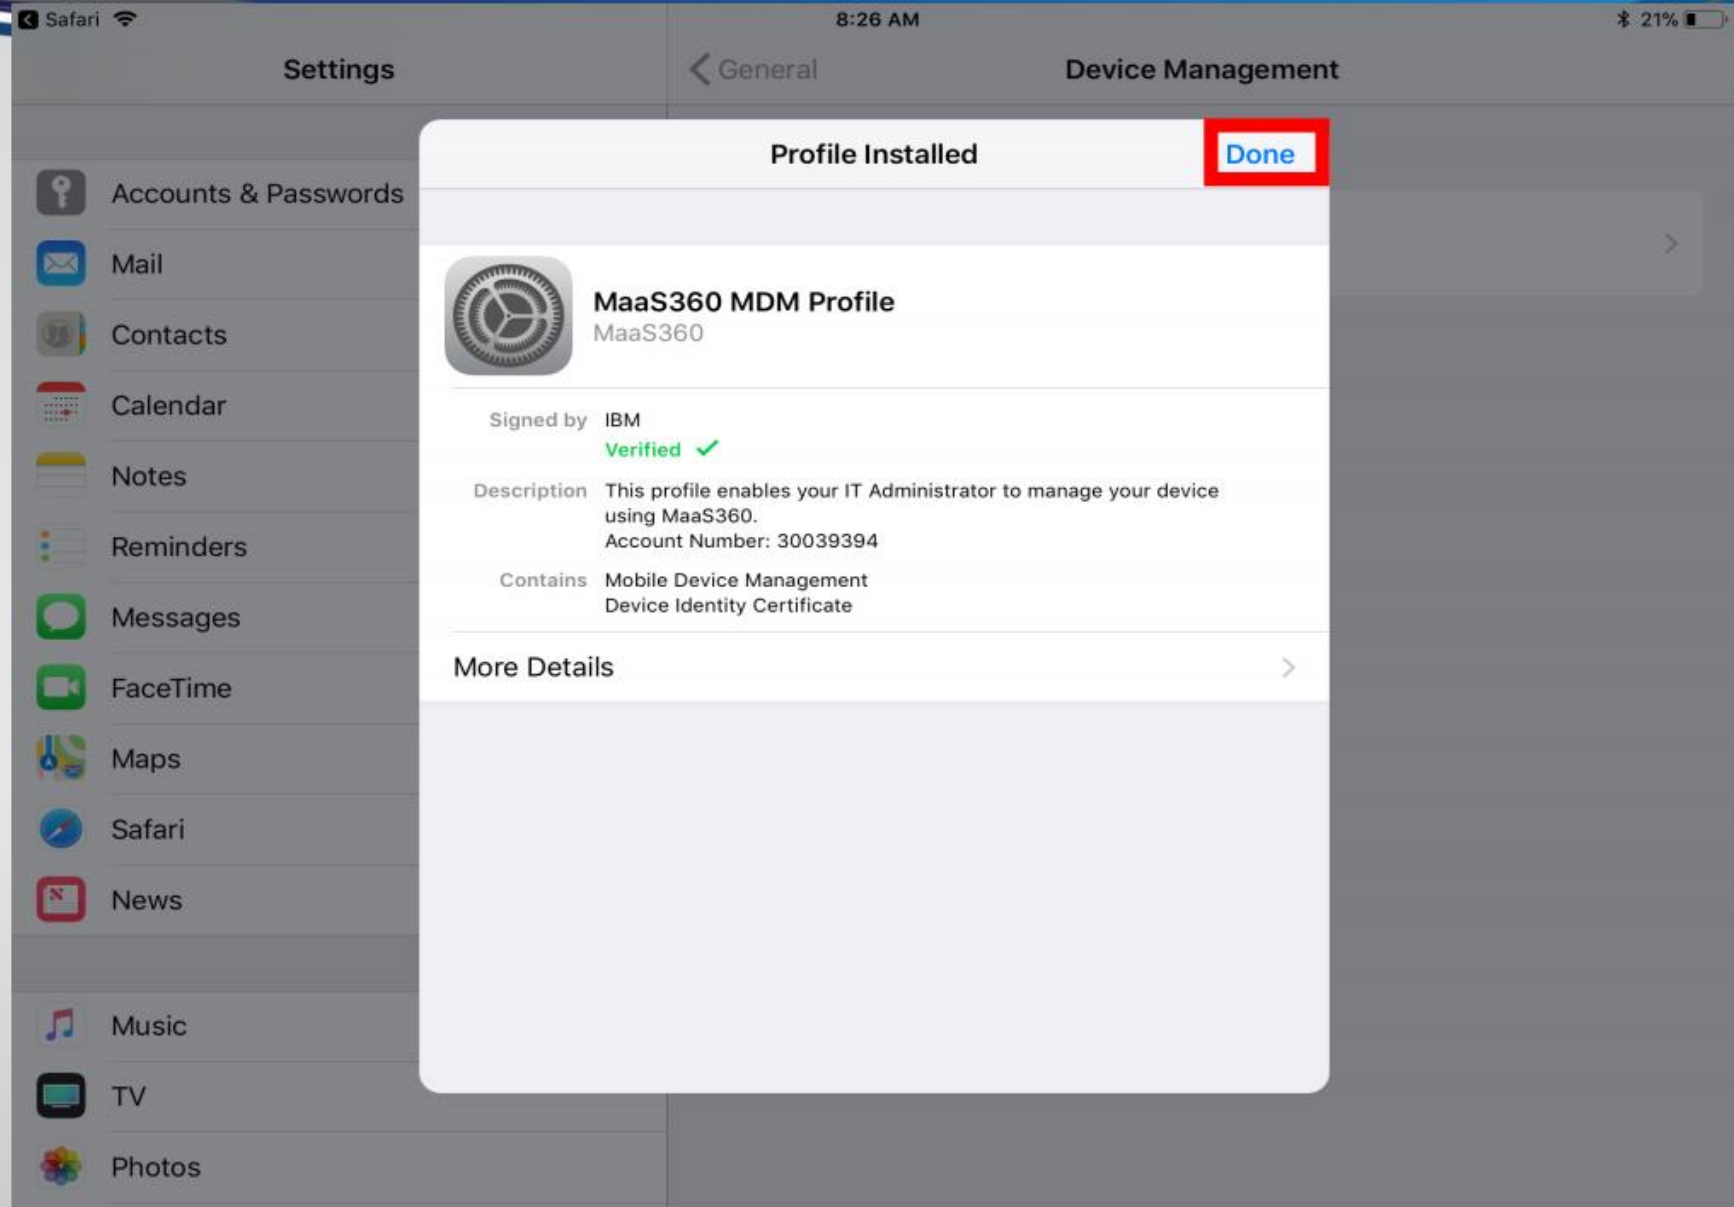 Safari
8:26 AM
21%
Settings
General
Device Management
Profile Installed
Done
Accounts & Passwords
Mail
Contacts
Calendar
Notes
Reminders
Messages
FaceTime
Maps
Safari
News
Music
TV
Photos
MaaS360 MDM Profile
MaaS360
Signed by IBM
Verified
Description This profile enables your IT Administrator to manage your device
using MaaS360.
Account Number: 30039394
Contains Mobile Device Management
Device Identity Certificate
More Details